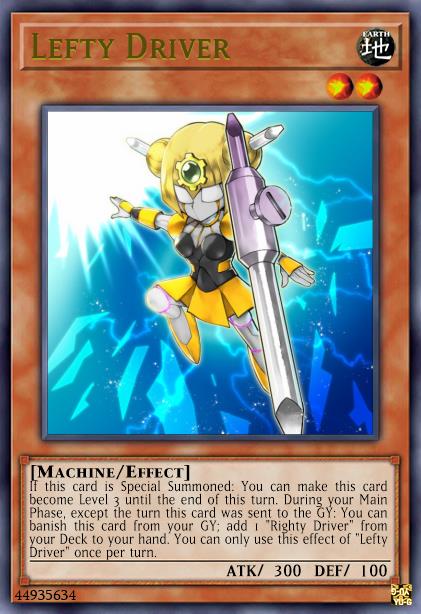 Lefty Driver
EARTH
地
[Machine/Effect]
If this card is Special Summoned: You can make this card
become Level 3 until the end of this turn. During your Main
Phase, except the turn this card was sent to the GY: You can
banish this card from your GY; add 1 "Righty Driver" from
your Deck to your hand. You can only use this effect of "Lefty
Driver" once per turn.
ATK/ 300 DEF/ 100
44935634